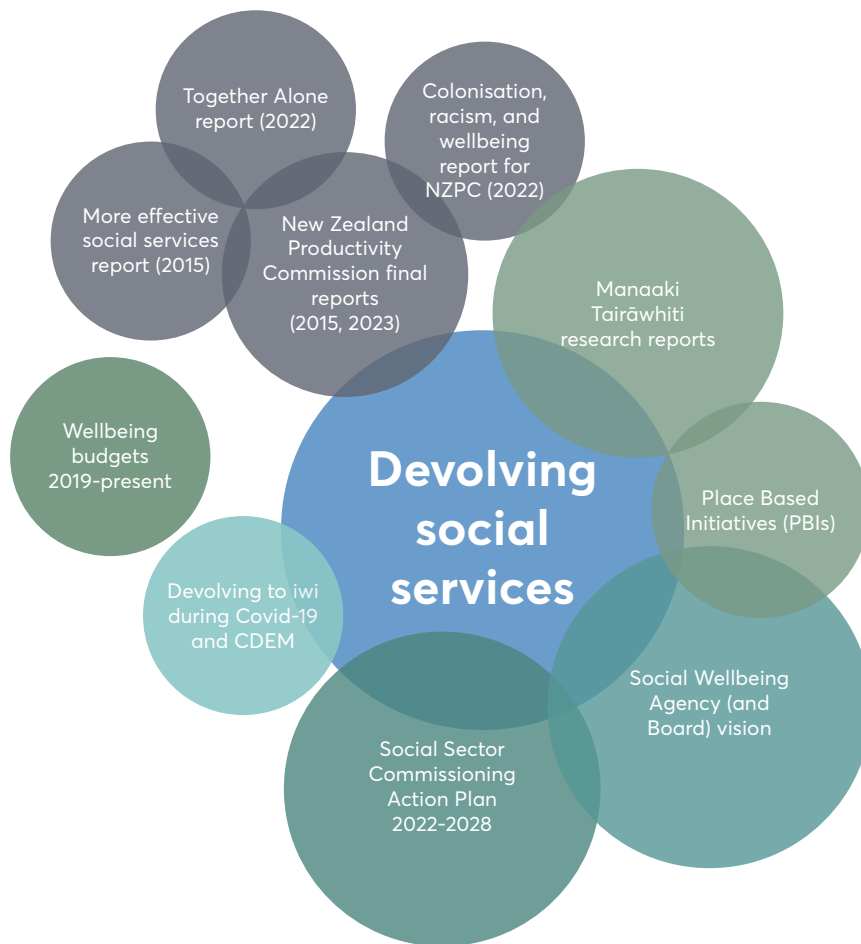 Together Alone
report (2022)
Colonisation,
racism, and
wellbeing
report for
NZPC (2022)
More effective
social services
report (2015)
New Zealand
Productivity
Commission final
reports
(2015, 2023)
Manaaki
Tairāwhiti
research reports
Wellbeing
budgets
2019-present
Devolving
social
services
Place Based
Initiatives (PBIs)
Devolving to iwi
during Covid-19
and CDEM
Social Wellbeing
Agency (and
Board) vision
Social Sector
Commissioning
Action Plan
2022-2028